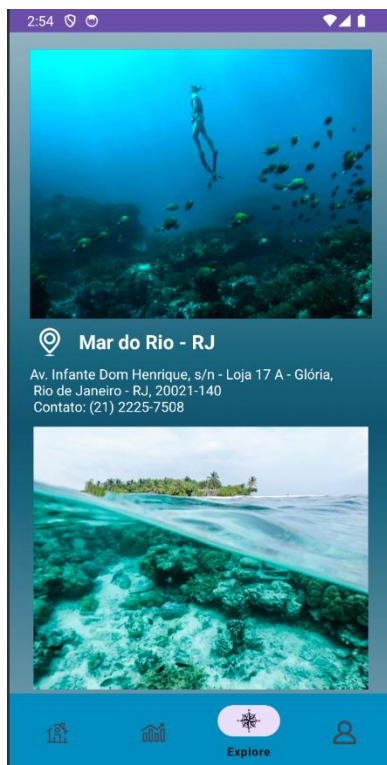 2:54
Mar do Rio - RJ
Av. Infante Dom Henrique, s/n - Loja 17 A - Glória,
Rio de Janeiro - RJ, 20021-140
Contato: (21) 2225-7508
Explore